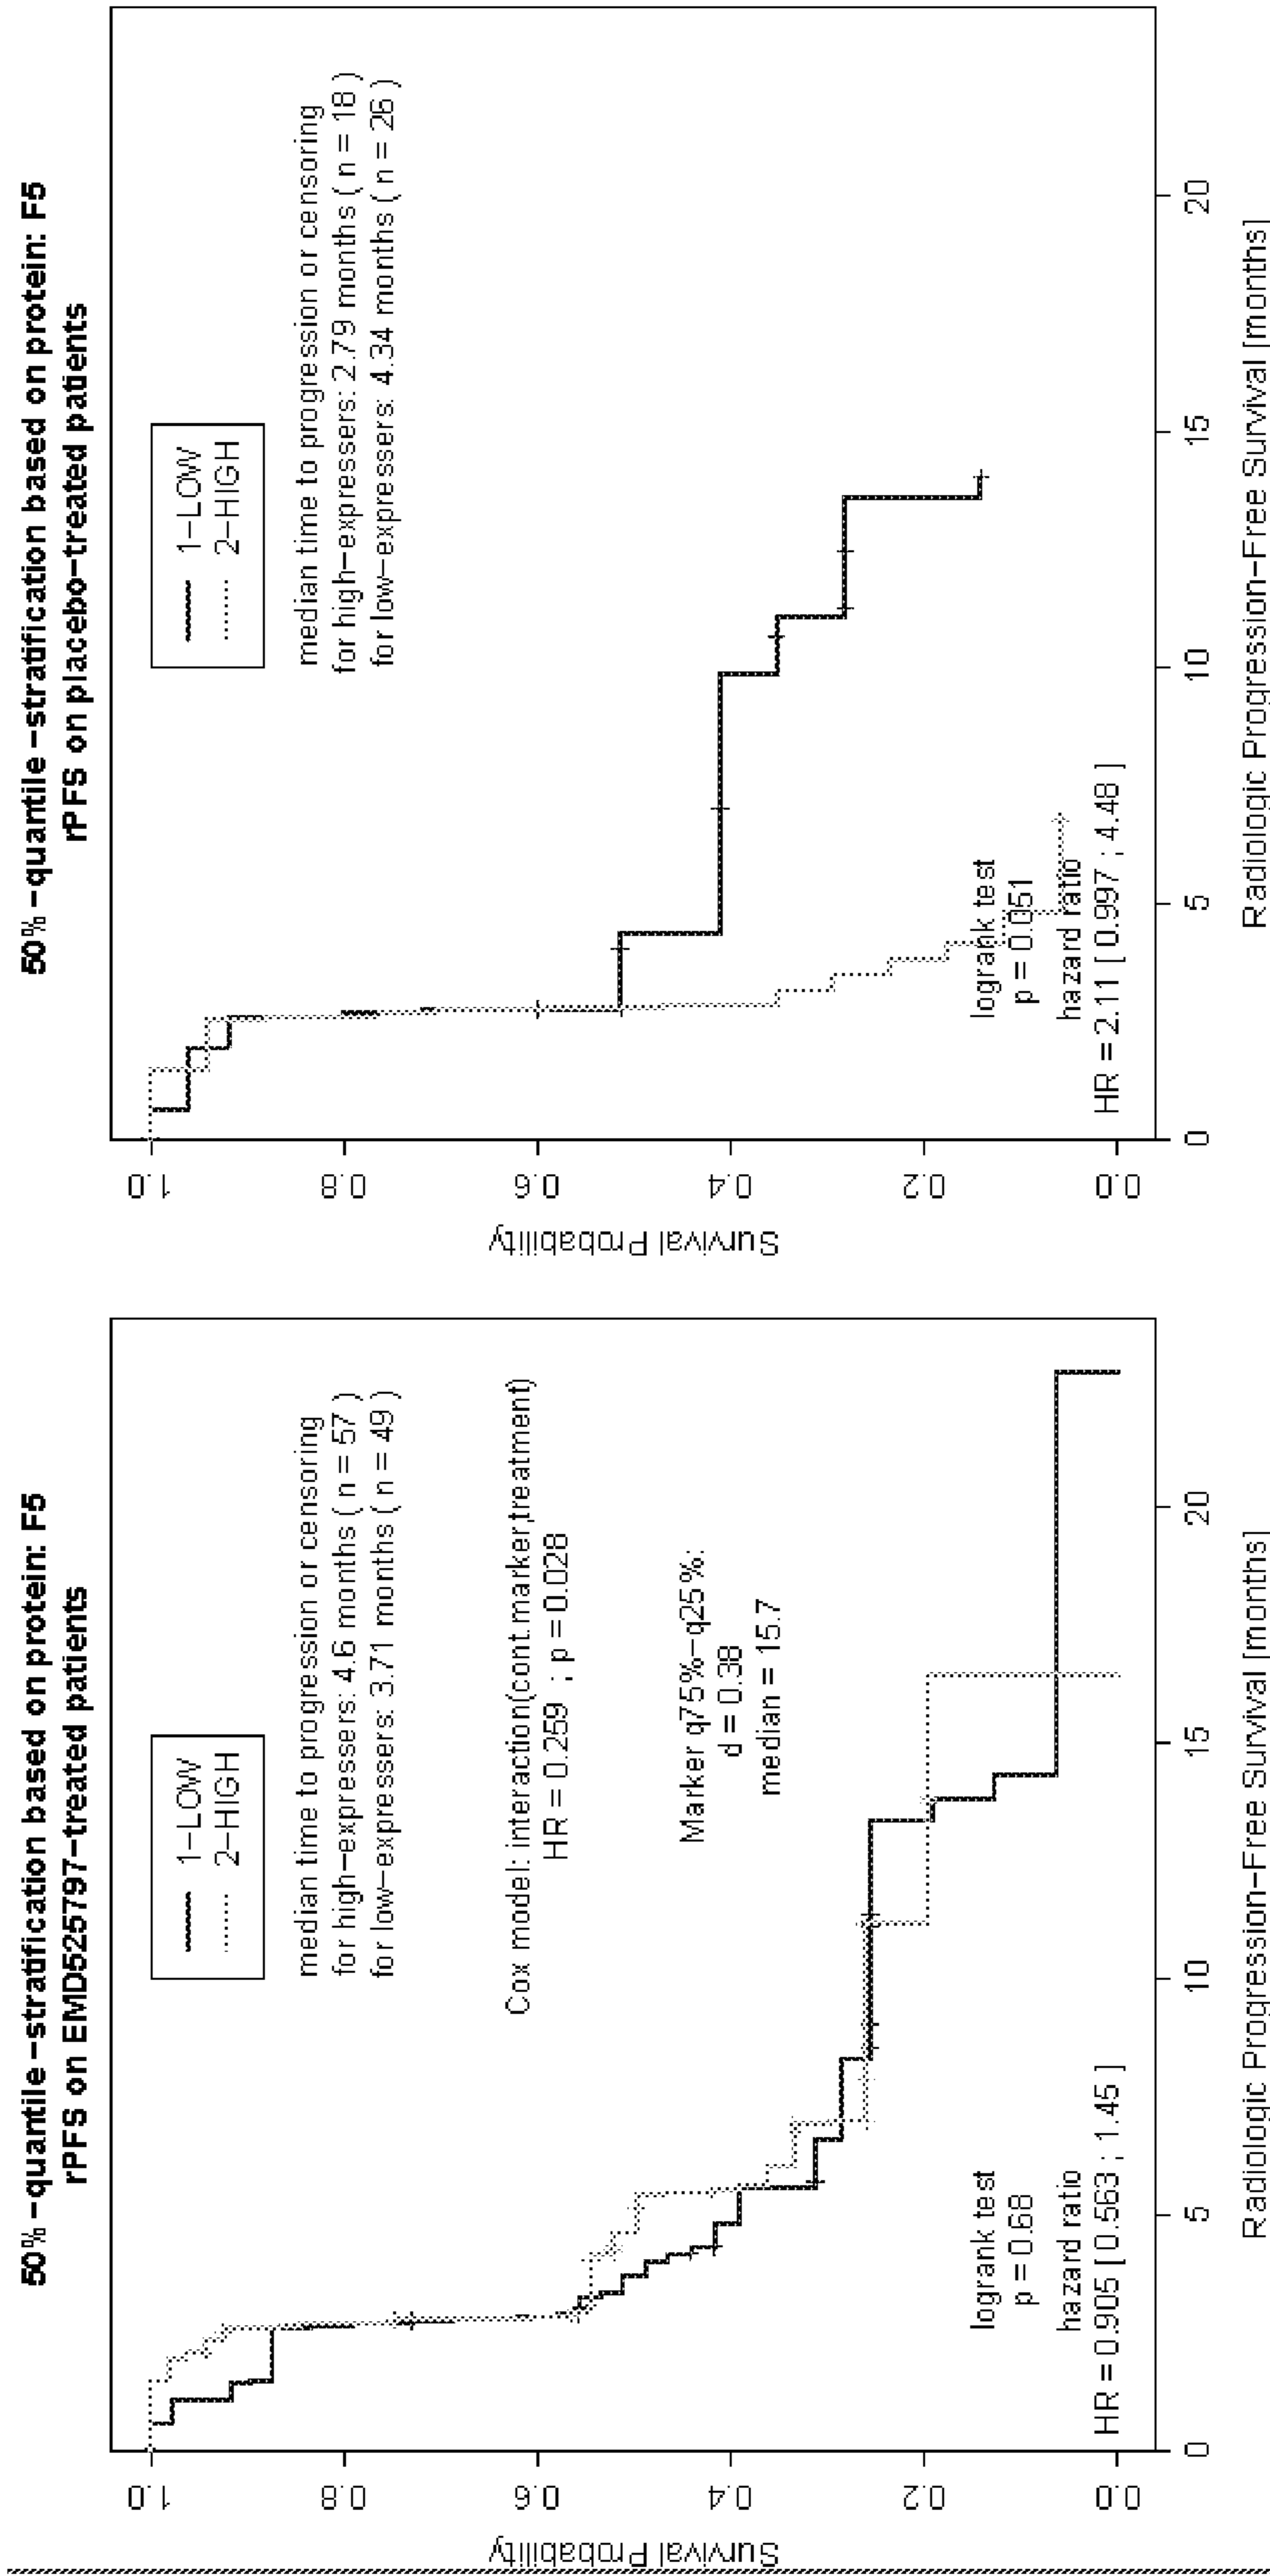 50%-quantile-stratification based on protein: F5
rPFS on EMD525797-treated patients
1-LOW
2-HIGH
median time to progression or censoring
for high-expressers: 4.6 months ( n = 57 )
for low-expressers: 3.71 months ( n = 49 )
Cox model: interaction(cont.marker,treatment)
HR = 0.259 ; p = 0.028
Marker q75%-q25%:
d = 0.38
median = 15.7
logrank test
p = 0.68
hazard ratio
HR = 0.905 [ 0.563 ; 1.45 ]
Survival Probability
1.0
0.8
0.6
0.4
0.2
0.0
0
5
10
15
20
Radiologic Progression-Free Survival [months]
50%-quantile-stratification based on protein: F5
rPFS on placebo-treated patients
1-LOW
2-HIGH
median time to progression or censoring
for high-expressers: 2.79 months ( n = 18 )
for low-expressers: 4.34 months ( n = 26 )
logrank test
p = 0.051
hazard ratio
HR = 2.11 [ 0.997 ; 4.48 ]
Survival Probability
1.0
0.8
0.6
0.4
0.2
0.0
0
5
10
15
20
Radiologic Progression-Free Survival [months]